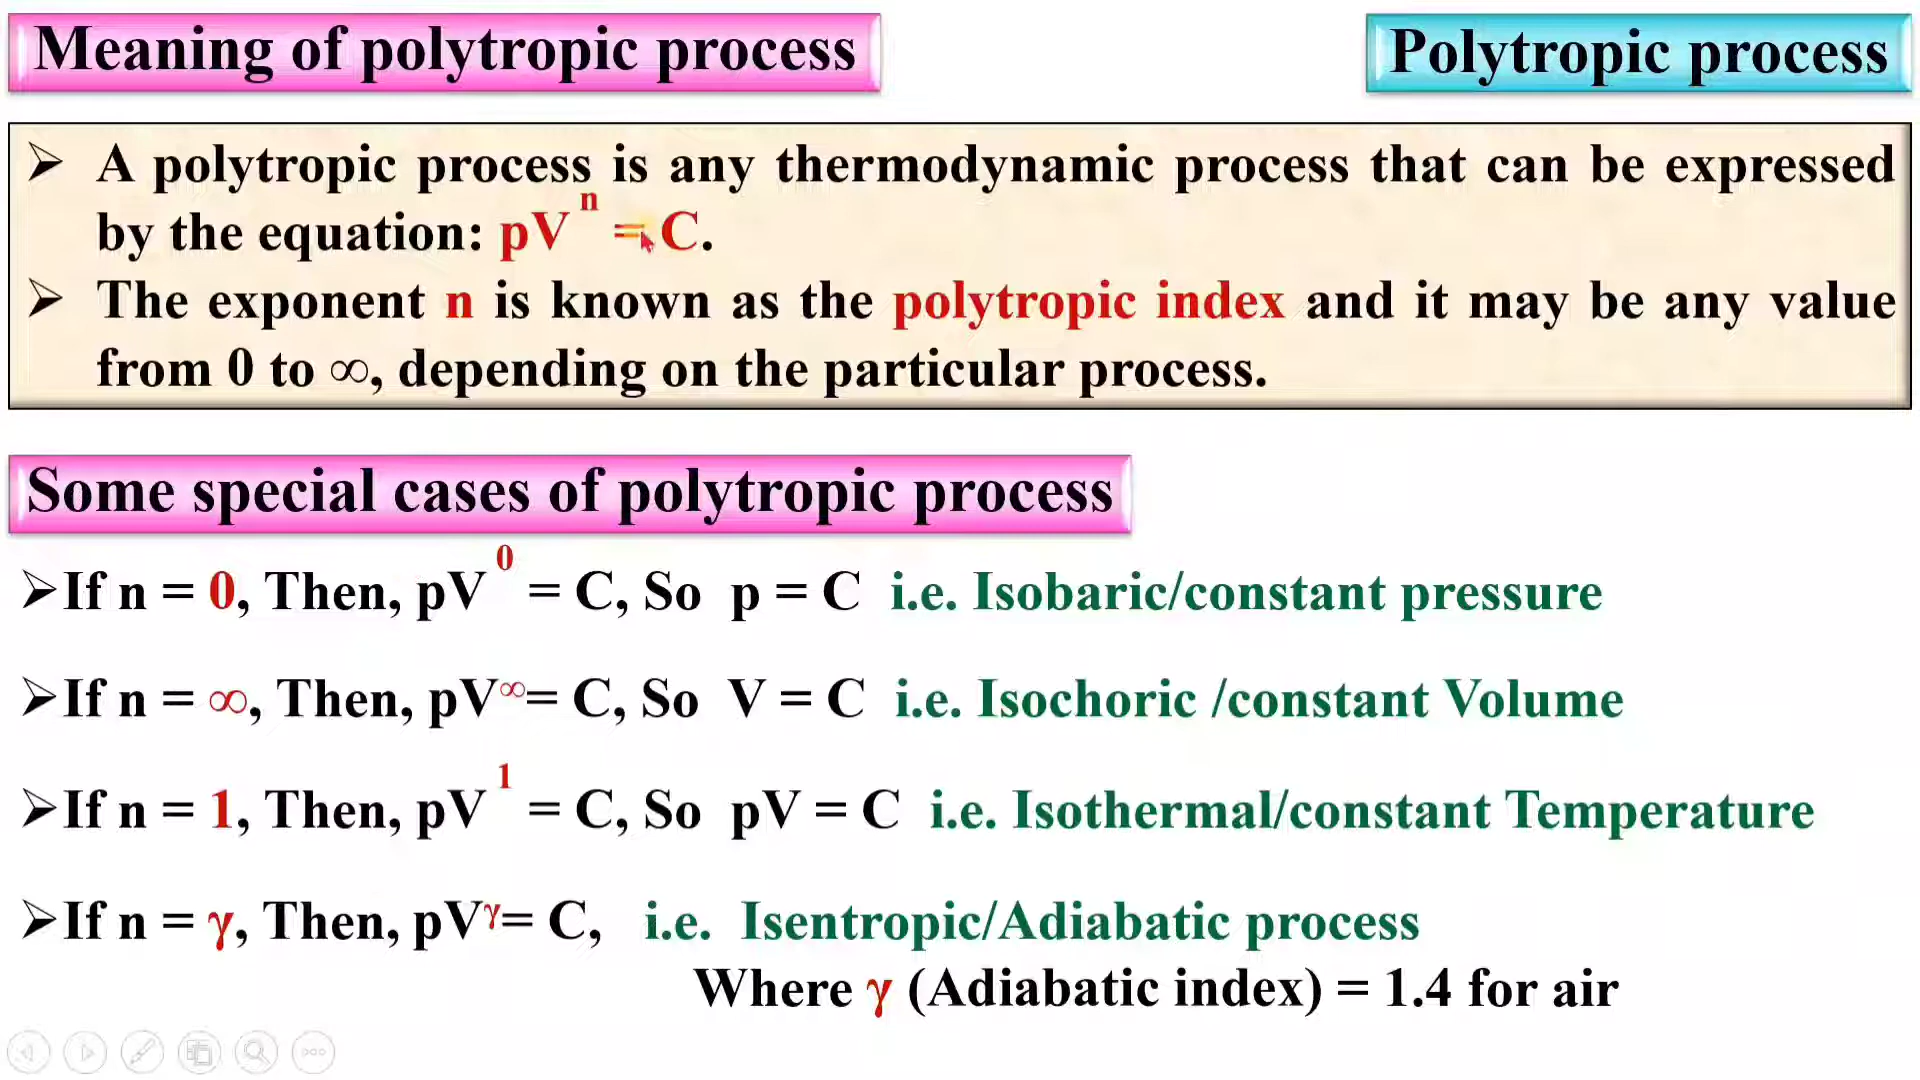 Meaning of polytropic process
Polytropic process
➢ A polytropic process is any thermodynamic process that can be expressed
by the equation: pVⁿ = C.
➢ The exponent n is known as the polytropic index and it may be any value
from 0 to ∞, depending on the particular process.
Some special cases of polytropic process
➢If n = 0, Then, pV⁰ = C, So p = C i.e. Isobaric/constant pressure
➢If n = ∞, Then, pV^∞= C, So V = C i.e. Isochoric /constant Volume
➢If n = 1, Then, pV¹ = C, So pV = C i.e. Isothermal/constant Temperature
➢If n = γ, Then, pVᵞ= C, i.e. Isentropic/Adiabatic process
Where γ (Adiabatic index) = 1.4 for air